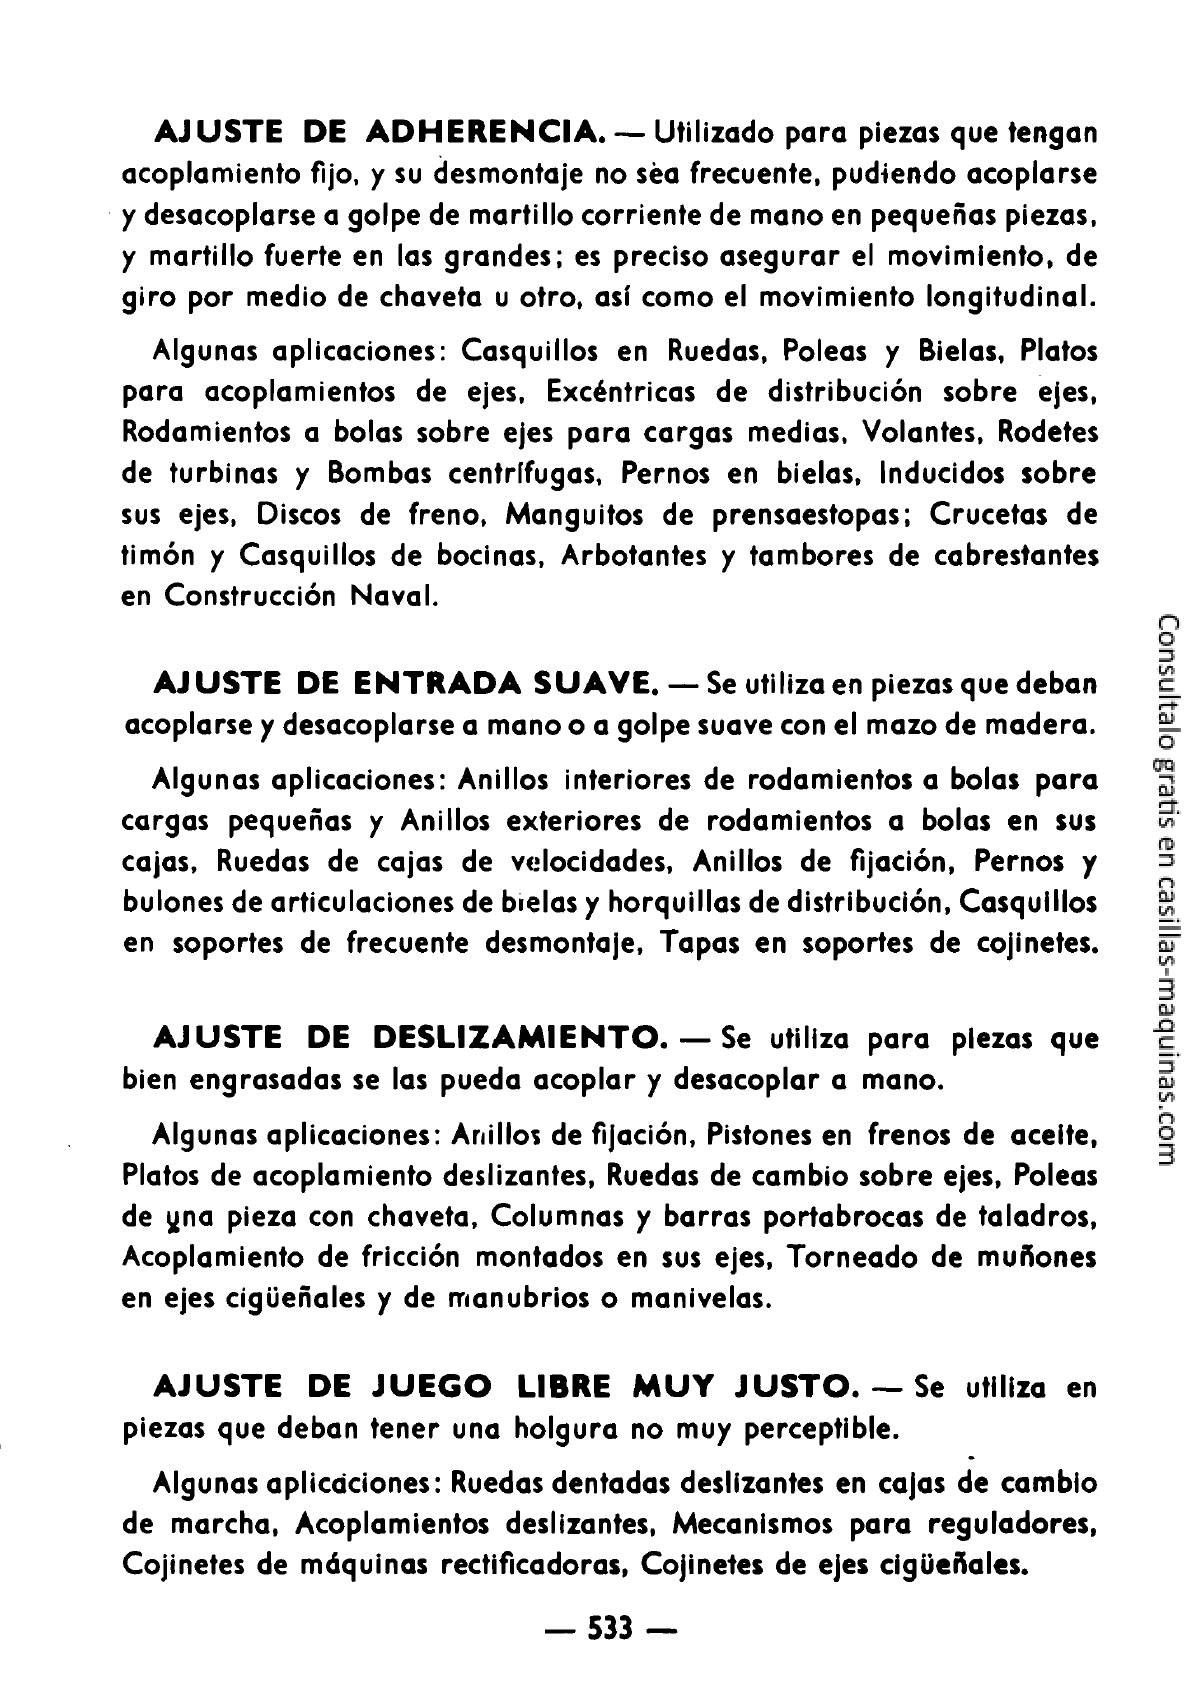 AJUSTE DE ADHERENCIA. — Utilizado para piezas que tengan
acoplamiento fijo, y su desmontaje no sea frecuente, pudiendo acoplarse
y desacoplarse a golpe de martillo corriente de mano en pequeñas piezas,
y martillo fuerte en las grandes; es preciso asegurar el movimiento, de
giro por medio de chaveta u otro, así como el movimiento longitudinal.
Algunas aplicaciones: Casquillos en Ruedas, Poleas y Bielas, Platos
para acoplamientos de ejes, Excéntricas de distribución sobre ejes,
Rodamientos a bolas sobre ejes para cargas medias, Volantes, Rodetes
de turbinas y Bombas centrífugas, Pernos en bielas, Inducidos sobre
sus ejes, Discos de freno, Manguitos de prensaestopas; Crucetas de
timón y Casquillos de bocinas, Arbotantes y tambores de cabrestantes
en Construcción Naval.
AJUSTE DE ENTRADA SUAVE. — Se utiliza en piezas que deban
acoplarse y desacoplarse a mano o a golpe suave con el mazo de madera.
Algunas aplicaciones: Anillos interiores de rodamientos a bolas para
cargas pequeñas y Anillos exteriores de rodamientos a bolas en sus
cajas, Ruedas de cajas de velocidades, Anillos de fijación, Pernos y
bulones de articulaciones de bielas y horquillas de distribución, Casquillos
en soportes de frecuente desmontaje, Tapas en soportes de cojinetes.
AJUSTE DE DESLIZAMIENTO. — Se utiliza para piezas que
bien engrasadas se las pueda acoplar y desacoplar a mano.
Algunas aplicaciones: Anillos de fijación, Pistones en frenos de aceite,
Platos de acoplamiento deslizantes, Ruedas de cambio sobre ejes, Poleas
de una pieza con chaveta, Columnas y barras portabrocas de taladros,
Acoplamiento de fricción montados en sus ejes, Torneado de muñones
en ejes cigüeñales y de manubrios o manivelas.
AJUSTE DE JUEGO LIBRE MUY JUSTO. — Se utiliza en
piezas que deban tener una holgura no muy perceptible.
Algunas aplicaciones: Ruedas dentadas deslizantes en cajas de cambio
de marcha, Acoplamientos deslizantes, Mecanismos para reguladores,
Cojinetes de máquinas rectificadoras, Cojinetes de ejes cigüeñales.
— 533 —
Consultalo gratis en casillas-maquinas.com